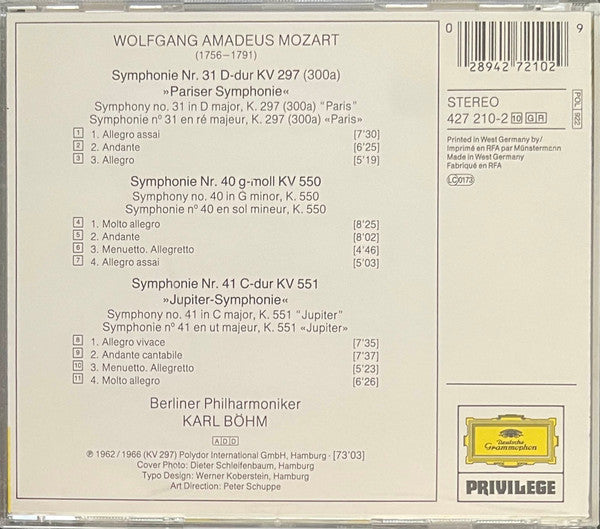 WOLFGANG AMADEUS MOZART
(1756–1791)
Symphonie Nr. 31 D-dur KV 297 (300a)
»Pariser Symphonie«
Symphony no. 31 in D major, K. 297 (300a) “Paris”
Symphonie nº 31 en ré majeur, K. 297 (300a) «Paris»
1 1. Allegro assai [7'30]
2 2. Andante [6'25]
3 3. Allegro [5'19]
Symphonie Nr. 40 g-moll KV 550
Symphony no. 40 in G minor, K. 550
Symphonie nº 40 en sol mineur, K. 550
4 1. Molto allegro [8'25]
5 2. Andante [8'02]
6 3. Menuetto. Allegretto [4'46]
7 4. Allegro assai [5'03]
Symphonie Nr. 41 C-dur KV 551
»Jupiter-Symphonie«
Symphony no. 41 in C major, K. 551 “Jupiter”
Symphonie nº 41 en ut majeur, K. 551 «Jupiter»
8 1. Allegro vivace [7'35]
9 2. Andante cantabile [7'37]
10 3. Menuetto. Allegretto [5'23]
11 4. Molto allegro [6'26]
Berliner Philharmoniker
KARL BÖHM
ADD
℗ 1962/1966 (KV 297) Polydor International GmbH, Hamburg · [73'03]
Cover Photo: Dieter Schleifenbaum, Hamburg
Typo Design: Werner Koberstein, Hamburg
Art Direction: Peter Schuppe
0 28942 72102 9
STEREO
427 210-2 10 GR
POL 922
Printed in West Germany by/
Imprimé en RFA par Münstermann
Made in West Germany
Fabriqué en RFA
LC 0173
Deutsche
Grammophon
PRIVILEGE